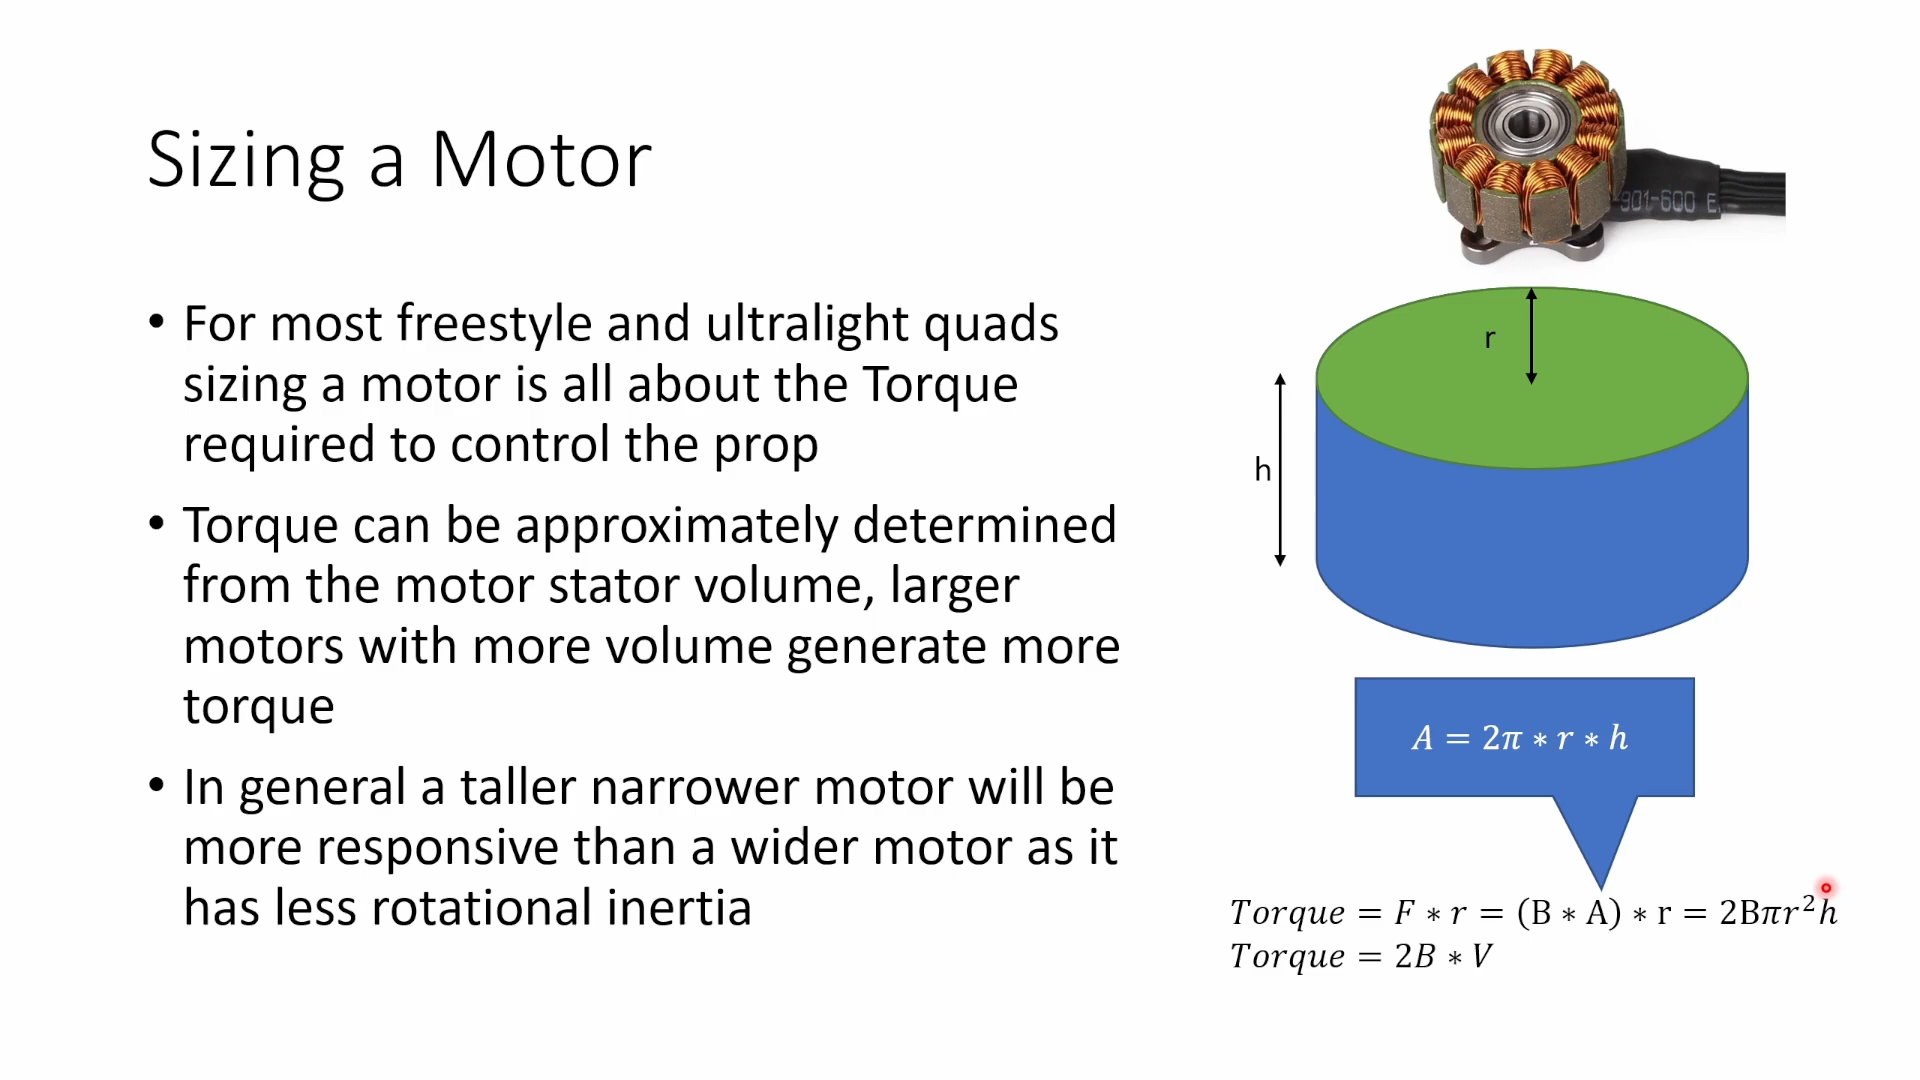 Sizing a Motor
• For most freestyle and ultralight quads
sizing a motor is all about the Torque
required to control the prop
• Torque can be approximately determined
from the motor stator volume, larger
motors with more volume generate more
torque
• In general a taller narrower motor will be
more responsive than a wider motor as it
has less rotational inertia
901-600 E
r
h
A = 2π ∗ r ∗ h
Torque = F ∗ r = (B ∗ A) ∗ r = 2Bπr²h
Torque = 2B ∗ V